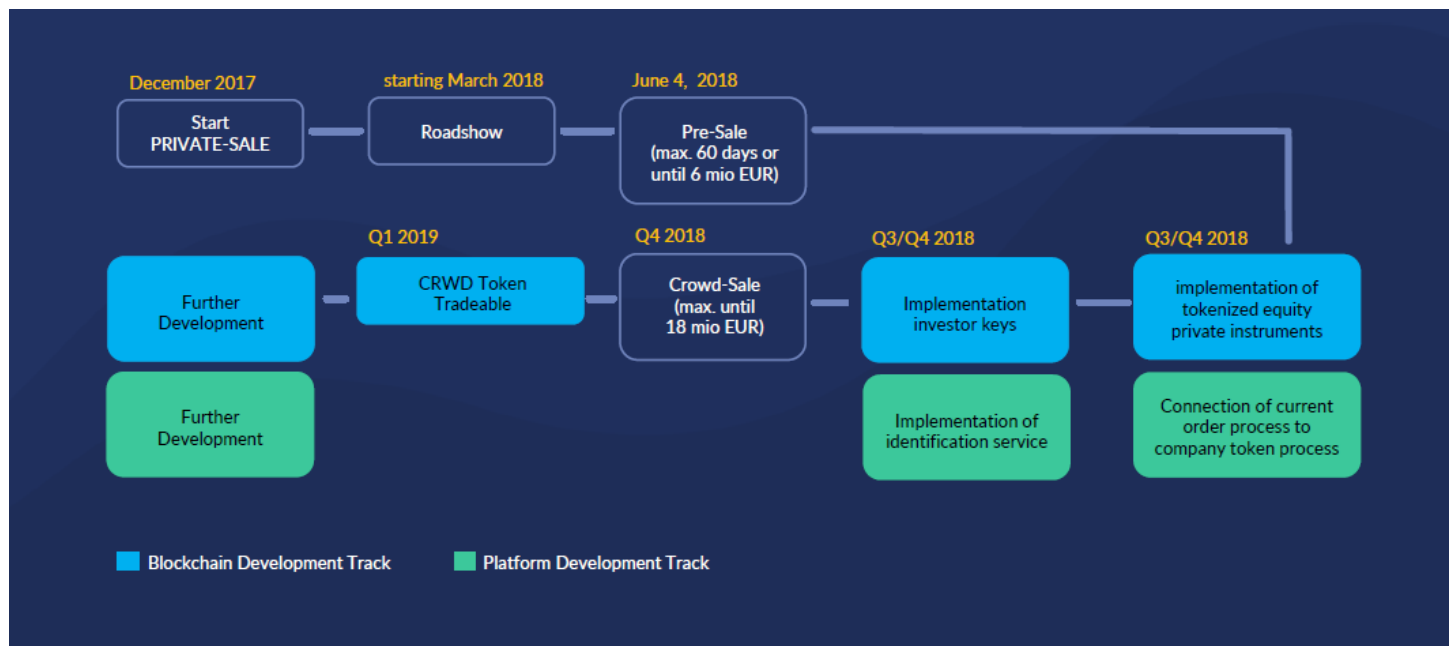 December 2017
Start
PRIVATE-SALE
starting March 2018
Roadshow
June 4, 2018
Pre-Sale
(max. 60 days or
until 6 mio EUR)
Further
Development
Q1 2019
CRWD Token
Tradeable
Q4 2018
Crowd-Sale
(max. until
18 mio EUR)
Q3/Q4 2018
Implementation
investor keys
Q3/Q4 2018
implementation of
tokenized equity
private instruments
Further
Development
Implementation of
identification service
Connection of current
order process to
company token process
Blockchain Development Track
Platform Development Track